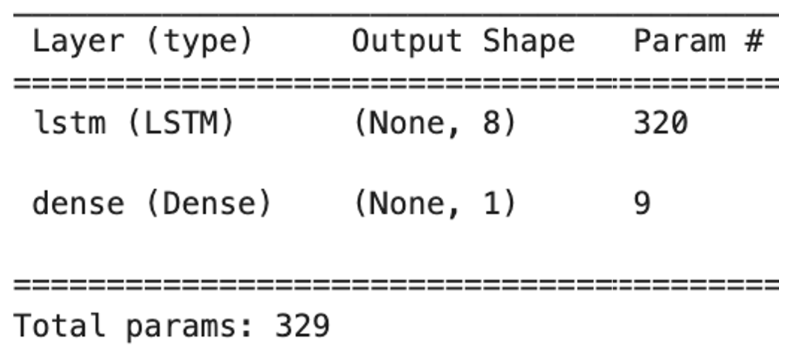 Layer (type) Output Shape Param #
lstm (LSTM) (None, 8) 320
dense (Dense) (None, 1) 9
Total params: 329